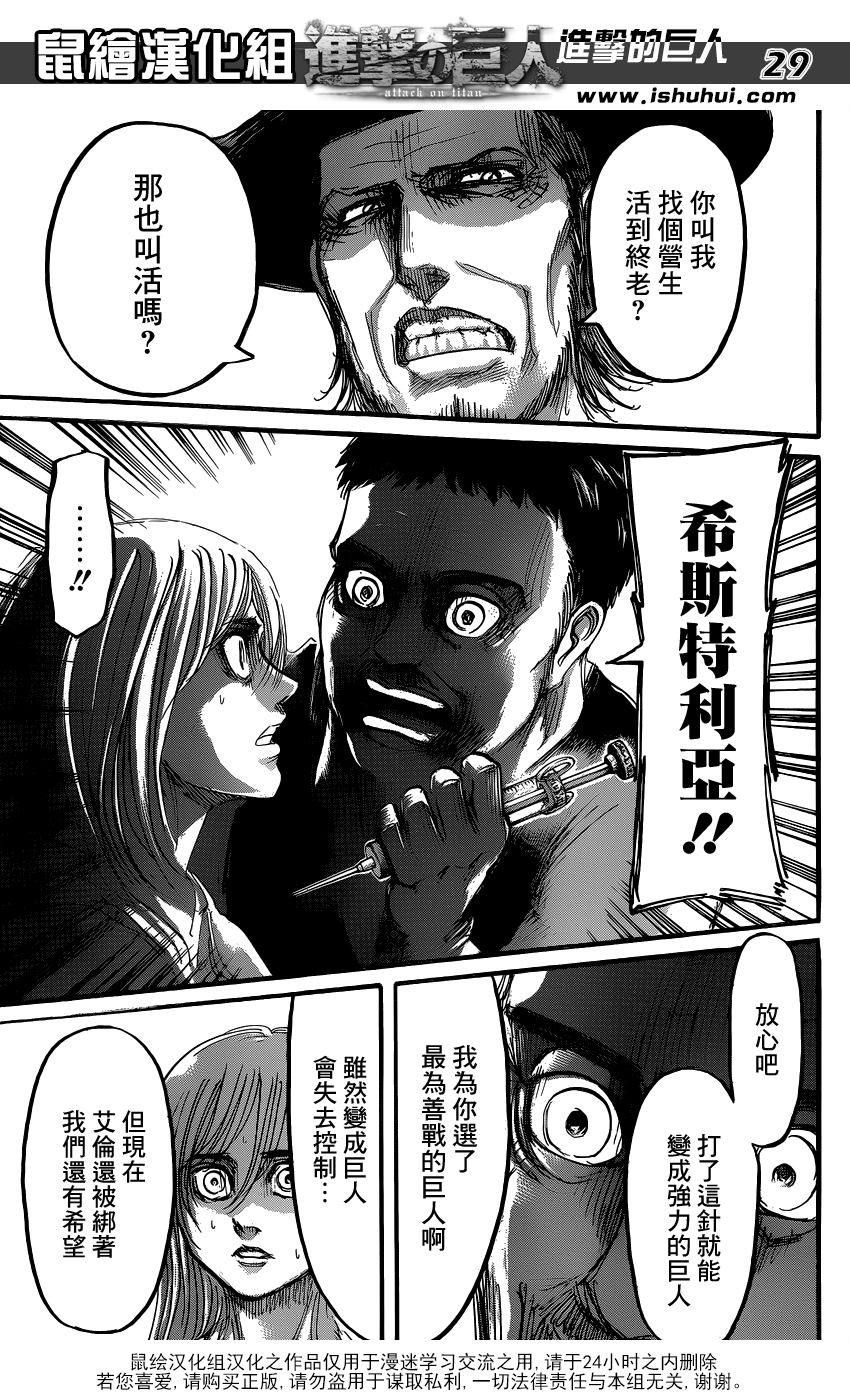 鼠繪漢化組
進撃の巨人
attack on titan
進擊的巨人
www.ishuhui.com
29
你叫我
找個營生
活到終老?
那也叫活嗎?
希斯特利亞!!
……!!
放心吧
打了這針就能
變成強力的巨人
我為你選了
最為善戰的巨人啊
雖然變成巨人
會失去控制…
但現在
艾倫還被綁著
我們還有希望
鼠绘汉化组汉化之作品仅用于漫迷学习交流之用, 请于24小时之内删除
若您喜爱, 请购买正版, 请勿盗用于谋取私利, 一切法律责任与本组无关, 谢谢.